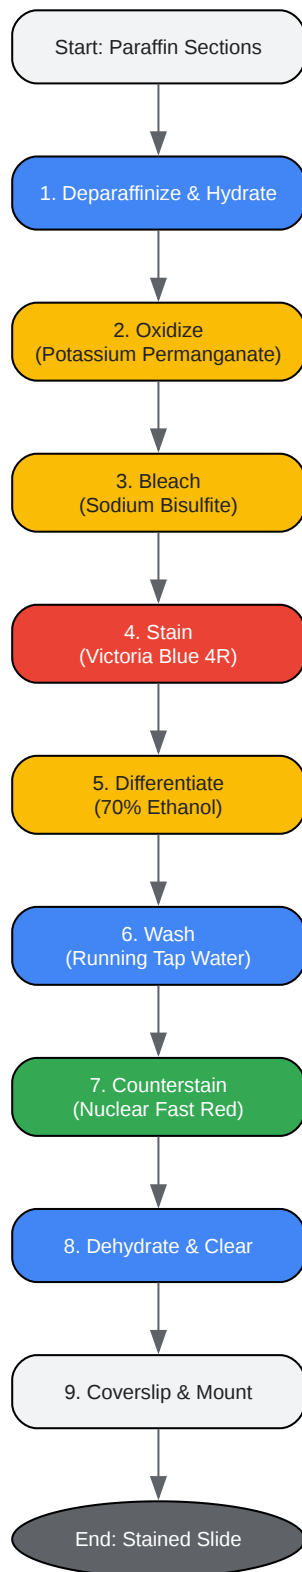 Start: Paraffin Sections
1. Deparaffinize & Hydrate
2. Oxidize
(Potassium Permanganate)
3. Bleach
(Sodium Bisulfite)
4. Stain
(Victoria Blue 4R)
5. Differentiate
(70% Ethanol)
6. Wash
(Running Tap Water)
7. Counterstain
(Nuclear Fast Red)
8. Dehydrate & Clear
9. Coverslip & Mount
End: Stained Slide